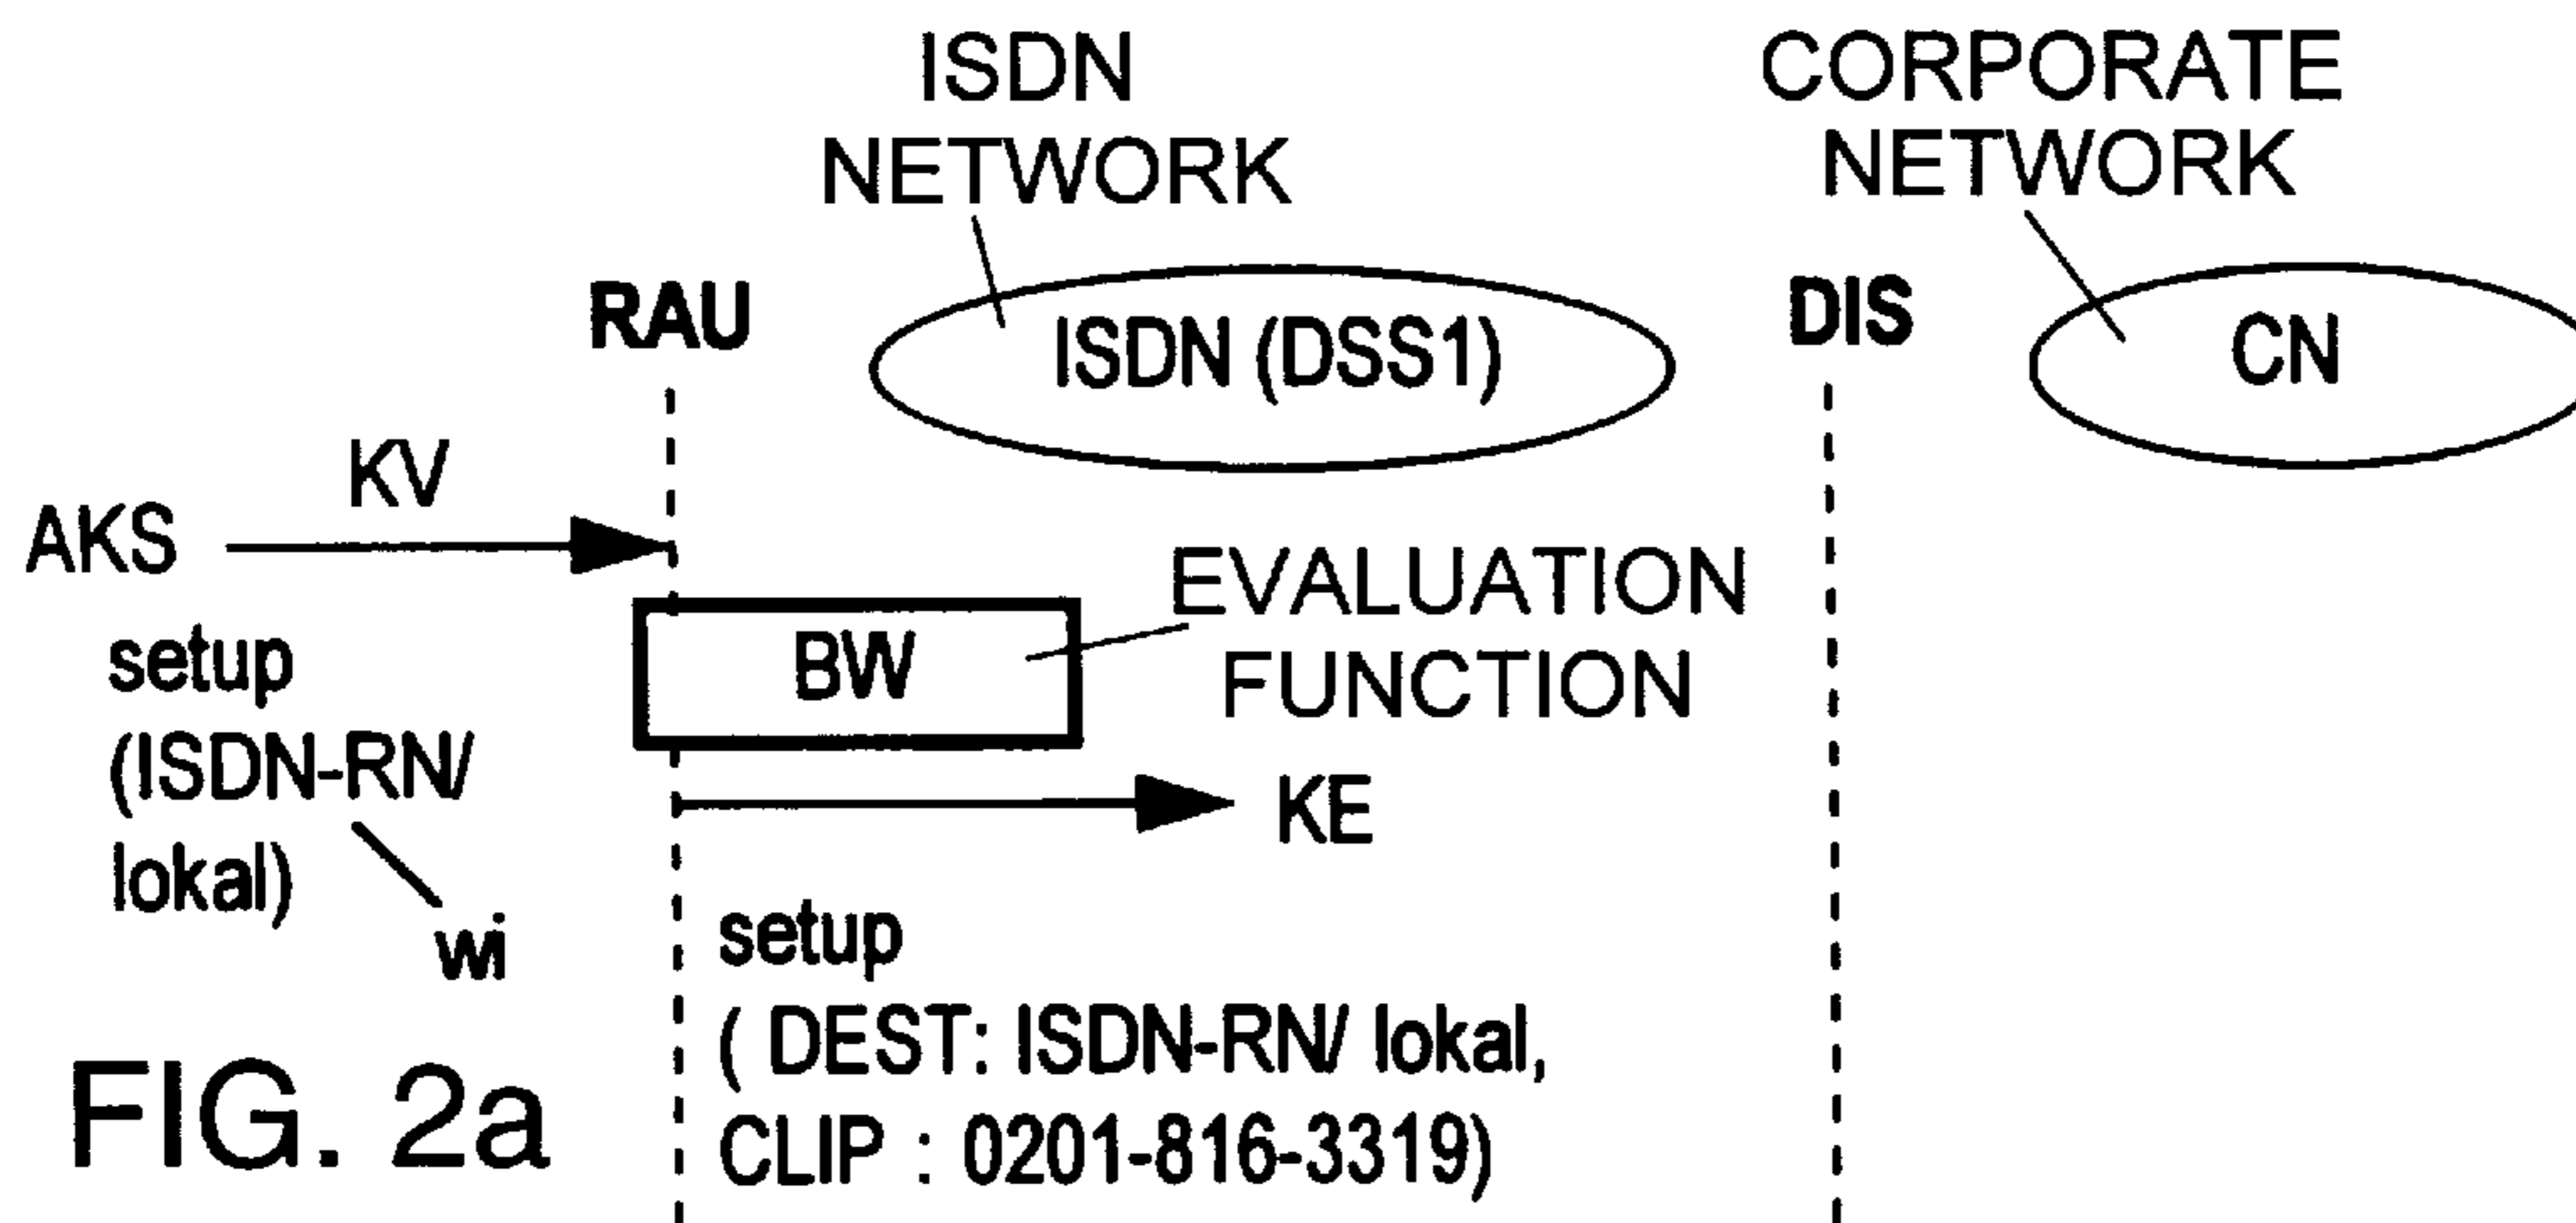 ISDN
NETWORK
CORPORATE
NETWORK
RAU
ISDN (DSS1)
DIS
CN
KV
AKS
EVALUATION
FUNCTION
BW
setup
(ISDN-RN/
lokal)
wi
KE
setup
( DEST: ISDN-RN/ lokal,
CLIP : 0201-816-3319)
FIG. 2a